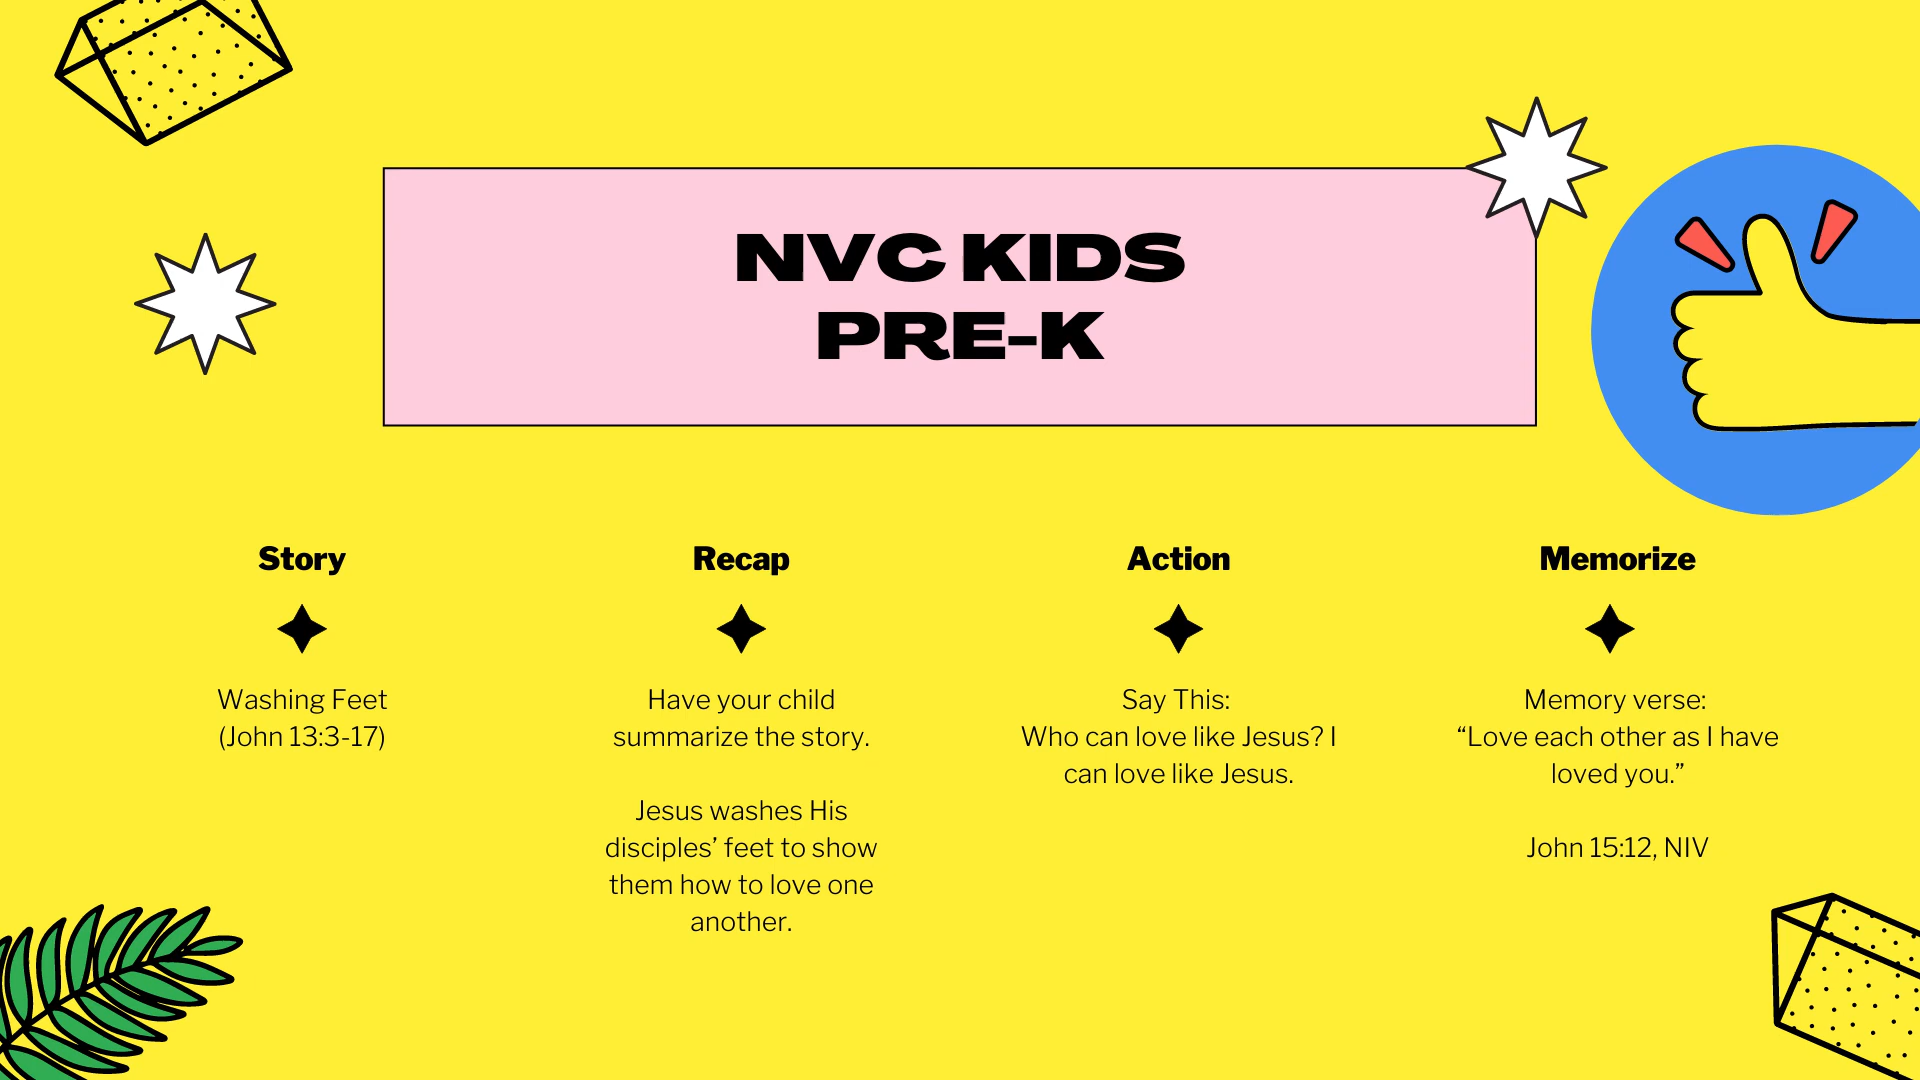 NVC KIDS
PRE-K
Story
Washing Feet
(John 13:3-17)
Recap
Have your child
summarize the story.
Jesus washes His
disciples’ feet to show
them how to love one
another.
Action
Say This:
Who can love like Jesus? I
can love like Jesus.
Memorize
Memory verse:
“Love each other as I have
loved you.”
John 15:12, NIV